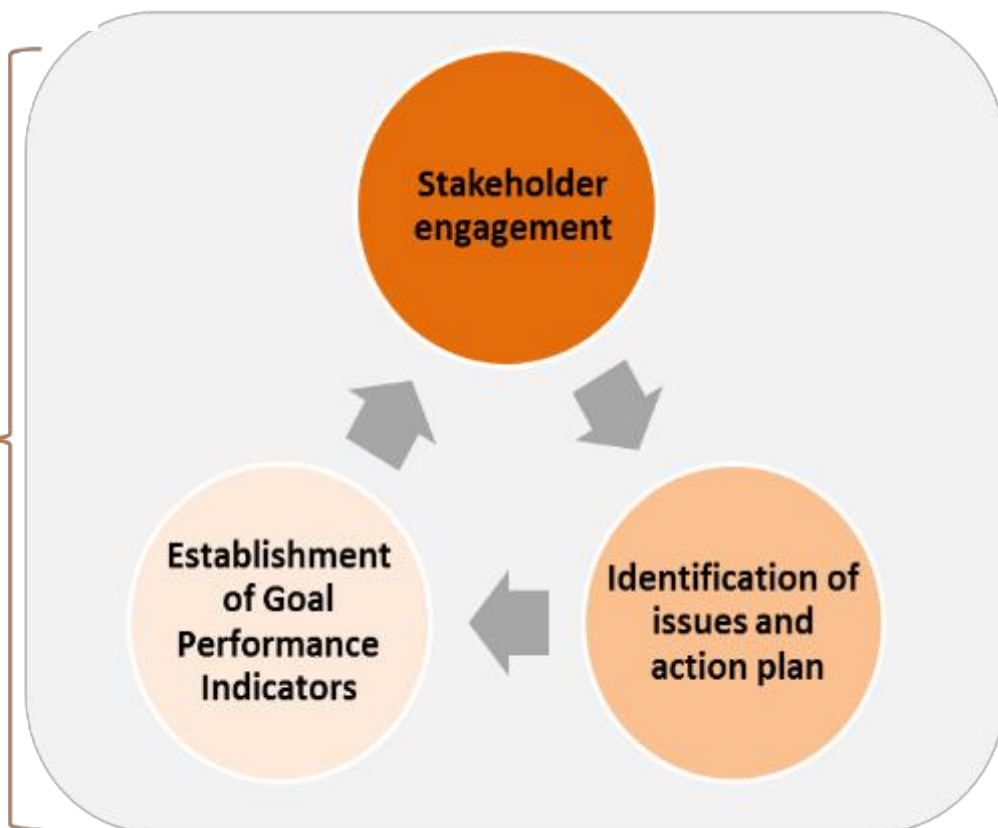 Stakeholder
engagement
Identification of
issues and
action plan
Establishment
of Goal
Performance
Indicators